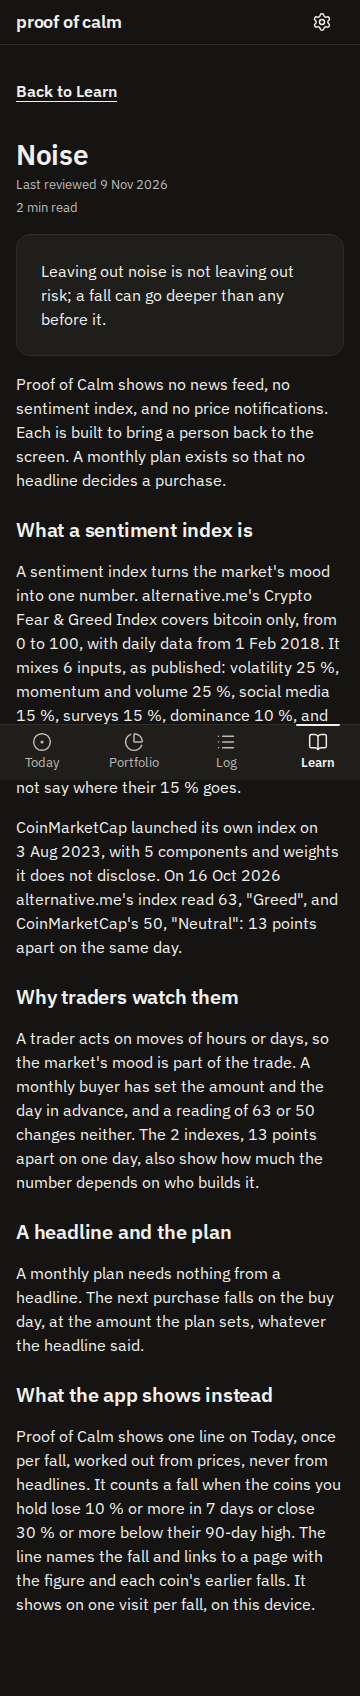 proof of calm
Back to Learn
Noise
Last reviewed 9 Nov 2026
2 min read
Leaving out noise is not leaving out
risk; a fall can go deeper than any
before it.
Proof of Calm shows no news feed, no
sentiment index, and no price notifications.
Each is built to bring a person back to the
screen. A monthly plan exists so that no
headline decides a purchase.
What a sentiment index is
A sentiment index turns the market's mood
into one number. alternative.me's Crypto
Fear & Greed Index covers bitcoin only, from
0 to 100, with daily data from 1 Feb 2018. It
mixes 6 inputs, as published: volatility 25 %,
momentum and volume 25 %, social media
15 %, surveys 15 %, dominance 10 %, and
Today
Portfolio
Log
Learn
not say where their 15 % goes.
CoinMarketCap launched its own index on
3 Aug 2023, with 5 components and weights
it does not disclose. On 16 Oct 2026
alternative.me's index read 63, "Greed", and
CoinMarketCap's 50, "Neutral": 13 points
apart on the same day.
Why traders watch them
A trader acts on moves of hours or days, so
the market's mood is part of the trade. A
monthly buyer has set the amount and the
day in advance, and a reading of 63 or 50
changes neither. The 2 indexes, 13 points
apart on one day, also show how much the
number depends on who builds it.
A headline and the plan
A monthly plan needs nothing from a
headline. The next purchase falls on the buy
day, at the amount the plan sets, whatever
the headline said.
What the app shows instead
Proof of Calm shows one line on Today, once
per fall, worked out from prices, never from
headlines. It counts a fall when the coins you
hold lose 10 % or more in 7 days or close
30 % or more below their 90-day high. The
line names the fall and links to a page with
the figure and each coin's earlier falls. It
shows on one visit per fall, on this device.